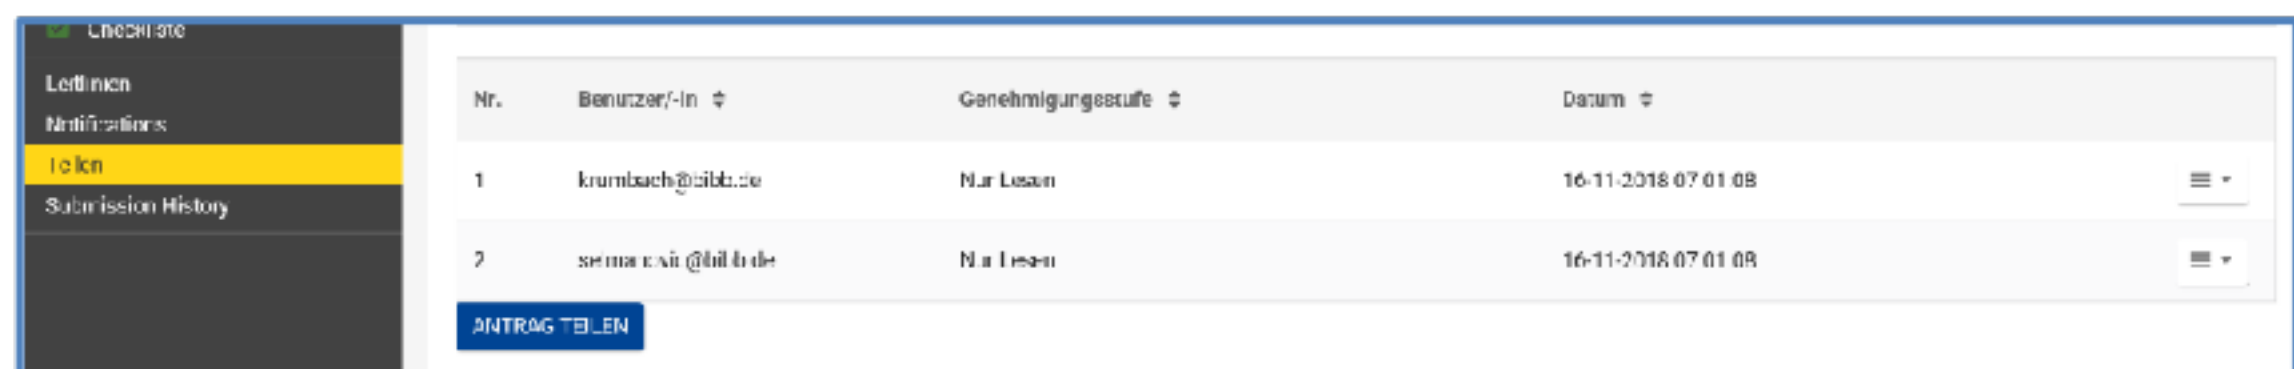 Checkliste
Leitlinien
Notifications
Teilen
Submission History
Nr. Benutzer/-in Genehmigungsstufe Datum
1 krumbach@bibb.de Nur Lesen 16-11-2018 07:01:08
2 Nur Lesen 16-11-2018 07:01:08
ANTRAG TEILEN